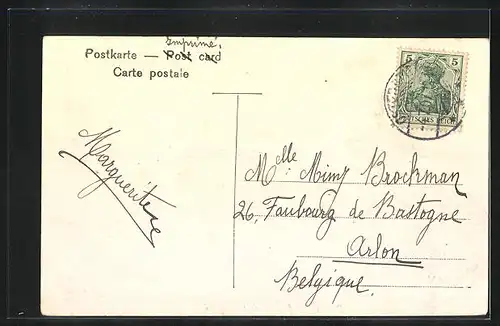 Imprimé.
Postkarte — Post card
Carte postale
5 5
Marguerite
Melle Mimy Brockman
26, Faubourg de Bastogne
Arlon
Belgique.